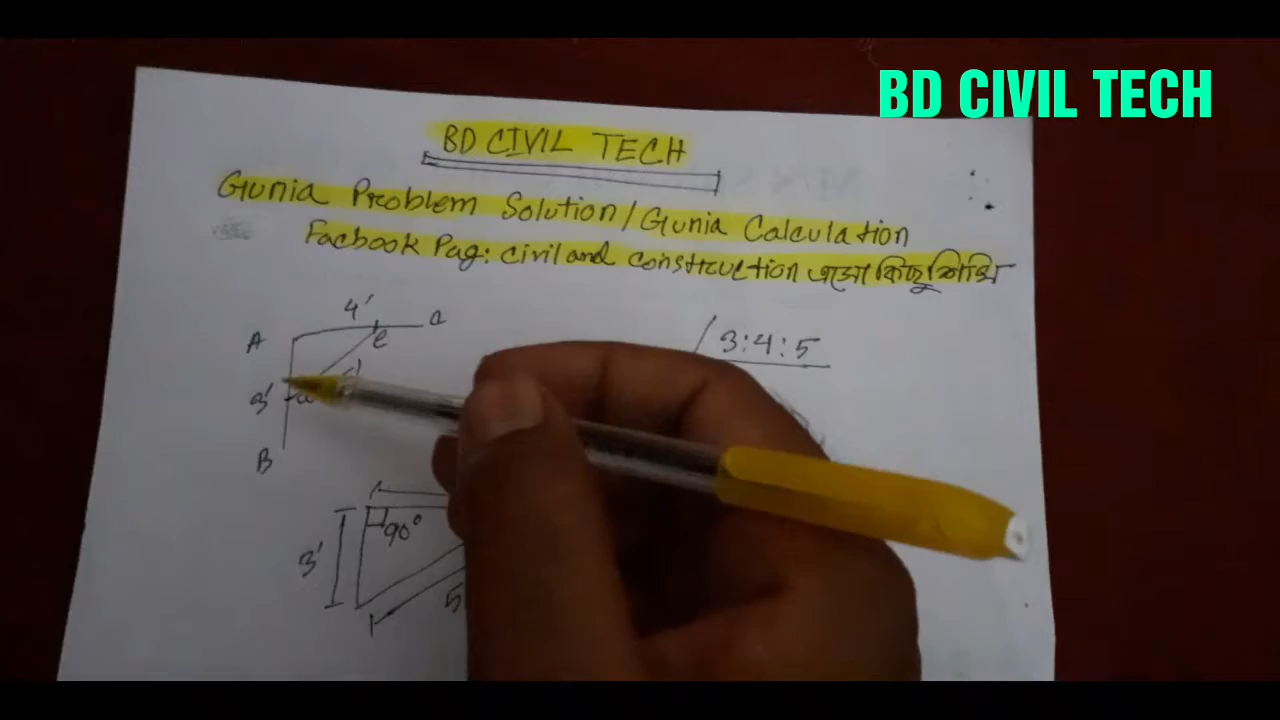 BD CIVIL TECH
BD CIVIL TECH
Gunia Problem Solution/Gunia Calculation
Facbook Pag: civil and construction এসো কিছু শিখি
4'
A
C
e
3'
B
3:4:5
90°
3'
5